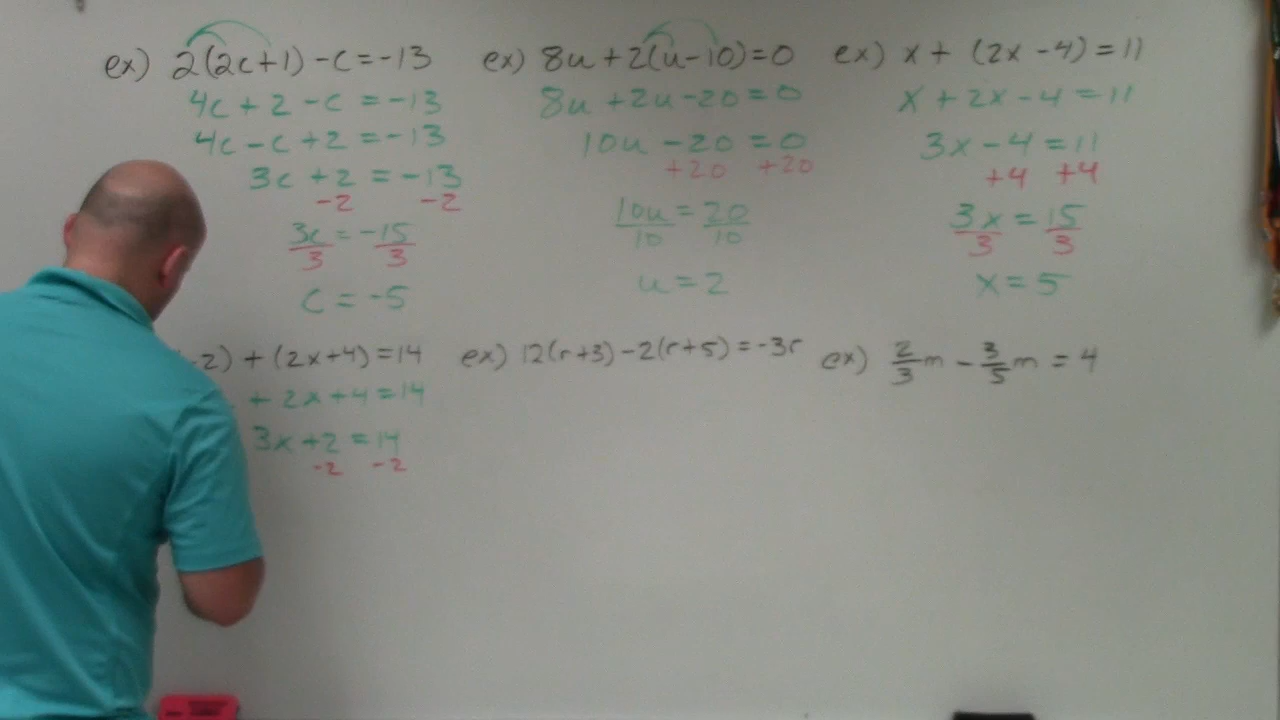 ex) 2(2c+1) - c = -13
4c + 2 - c = -13
4c - c + 2 = -13
3c + 2 = -13
-2 -2
3c = -15
3 3
c = -5
ex) 8u + 2(u - 10) = 0
8u + 2u - 20 = 0
10u - 20 = 0
+20 +20
10u = 20
10 10
u = 2
ex) x + (2x - 4) = 11
x + 2x - 4 = 11
3x - 4 = 11
+4 +4
3x = 15
3 3
x = 5
-2) + (2x+4) = 14
+ 2x + 4 = 14
3x + 2 = 14
-2 -2
ex) 12(r+3) - 2(r+5) = -3r
ex) 2/3 m - 3/5 m = 4